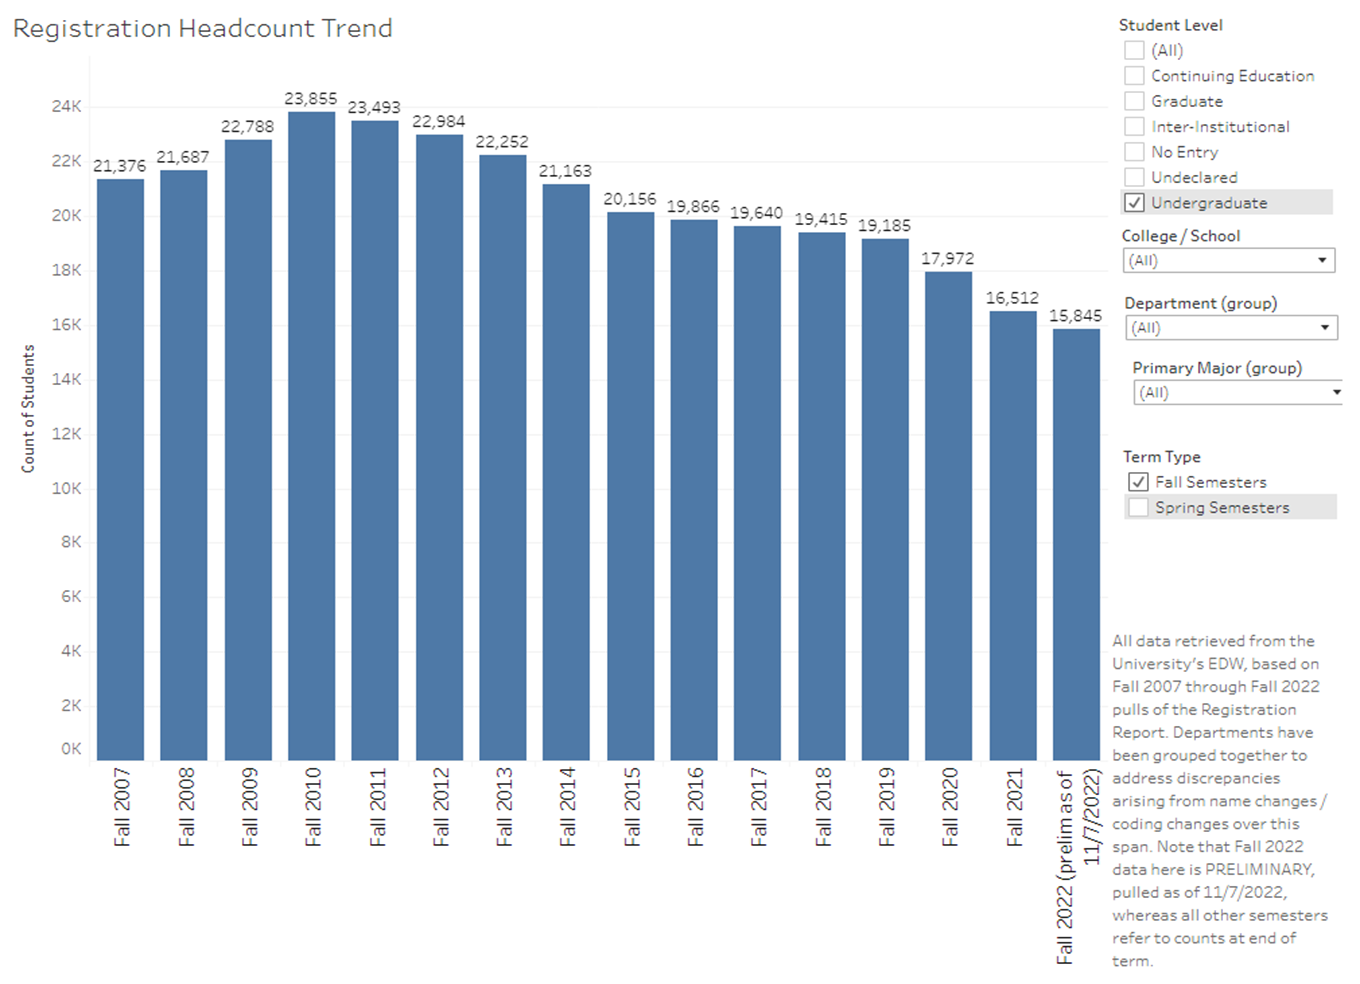 Registration Headcount Trend
24K
22K
20K
18K
16K
14K
12K
10K
8K
6K
4K
2K
0K
Count of Students
21,376
21,687
22,788
23,855
23,493
22,984
22,252
21,163
20,156
19,866
19,640
19,415
19,185
17,972
16,512
15,845
Fall 2007
Fall 2008
Fall 2009
Fall 2010
Fall 2011
Fall 2012
Fall 2013
Fall 2014
Fall 2015
Fall 2016
Fall 2017
Fall 2018
Fall 2019
Fall 2020
Fall 2021
Fall 2022 (prelim as of
11/7/2022)
Student Level
(All)
Continuing Education
Graduate
Inter-Institutional
No Entry
Undeclared
Undergraduate
College / School
(All)
Department (group)
(All)
Primary Major (group)
(All)
Term Type
Fall Semesters
Spring Semesters
All data retrieved from the
University's EDW, based on
Fall 2007 through Fall 2022
pulls of the Registration
Report. Departments have
been grouped together to
address discrepancies
arising from name changes /
coding changes over this
span. Note that Fall 2022
data here is PRELIMINARY,
pulled as of 11/7/2022,
whereas all other semesters
refer to counts at end of
term.